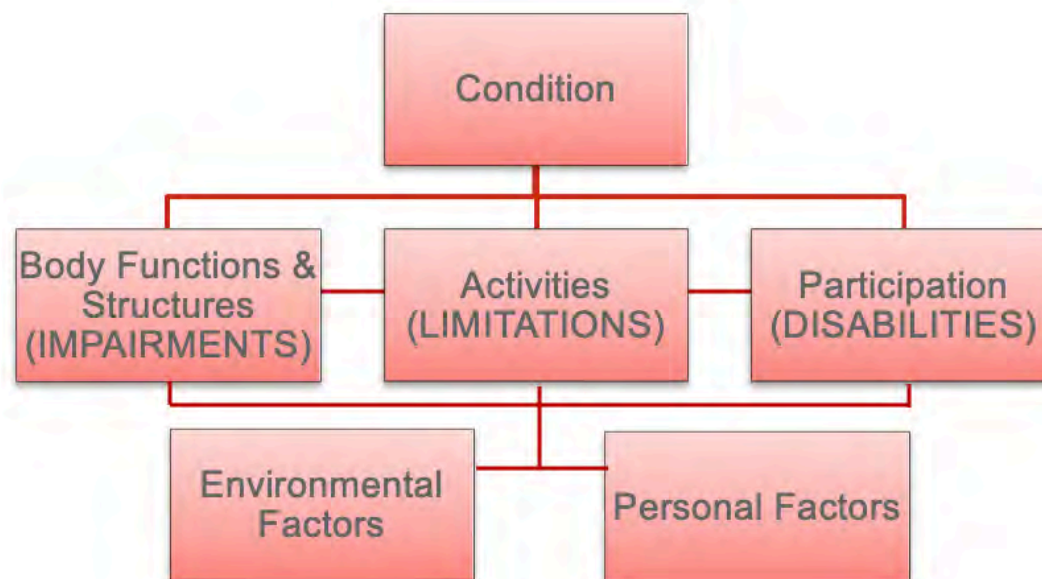 Condition
Body Functions &
Structures
(IMPAIRMENTS)
Activities
(LIMITATIONS)
Participation
(DISABILITIES)
Environmental
Factors
Personal Factors